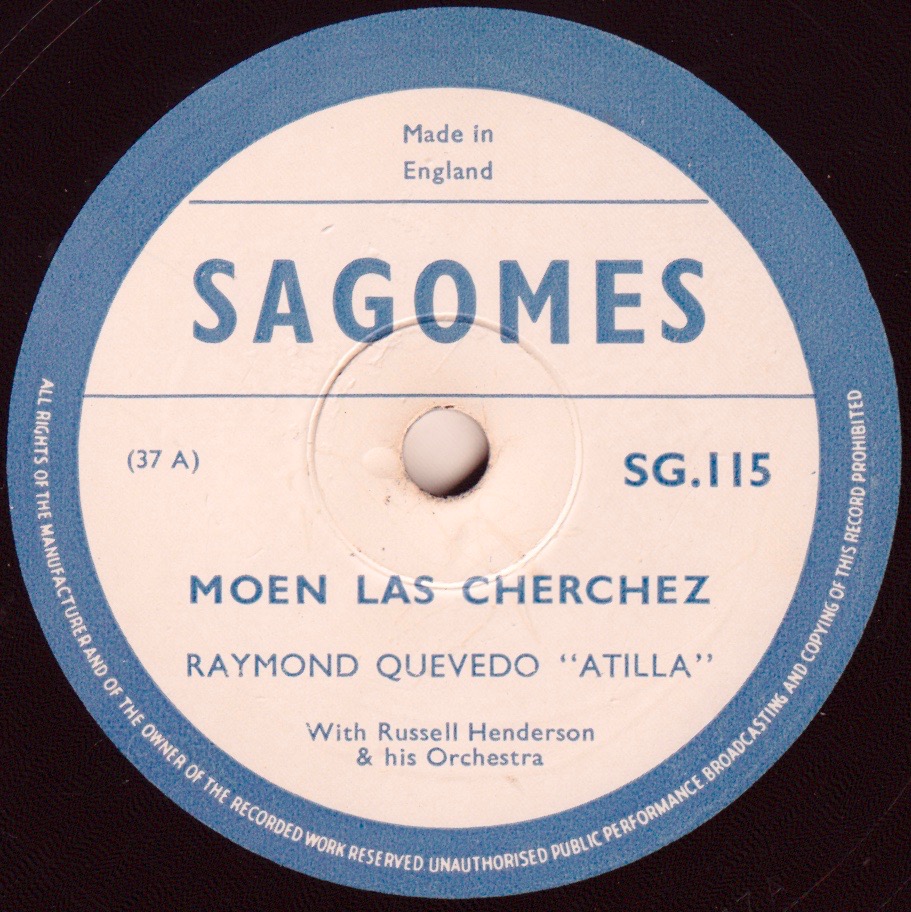 Made in
England
SAGOMES
(37 A)
SG.115
MOEN LAS CHERCHEZ
RAYMOND QUEVEDO “ATILLA”
With Russell Henderson
& his Orchestra
ALL RIGHTS OF THE MANUFACTURER AND OF THE OWNER OF THE RECORDED WORK RESERVED UNAUTHORISED PUBLIC PERFORMANCE BROADCASTING AND COPYING OF THIS RECORD PROHIBITED